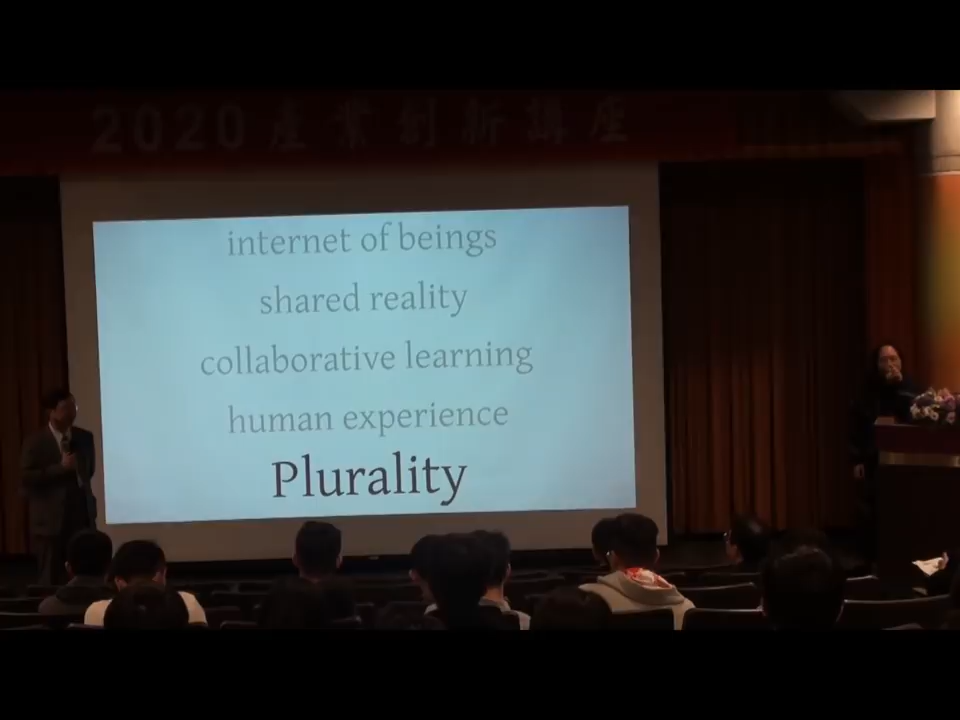 2020產業創新講座
internet of beings
shared reality
collaborative learning
human experience
Plurality